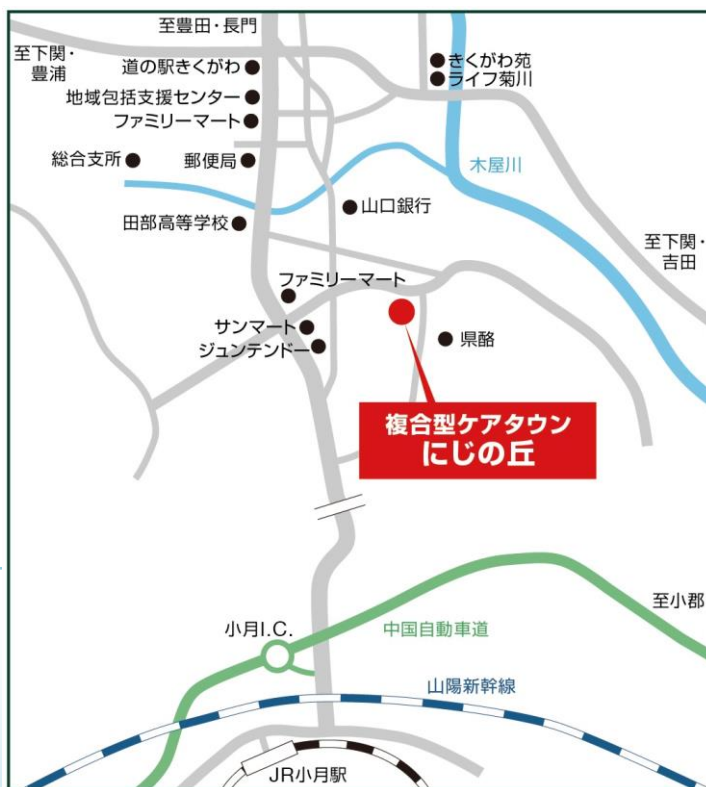 至豊田・長門
至下関・
豊浦
道の駅きくがわ
きくがわ苑
ライフ菊川
地域包括支援センター
ファミリーマート
総合支所
郵便局
木屋川
山口銀行
田部高等学校
至下関・
吉田
ファミリーマート
サンマート
ジュンテンドー
県酪
複合型ケアタウン
にじの丘
至小郡
小月I.C.
中国自動車道
山陽新幹線
JR小月駅